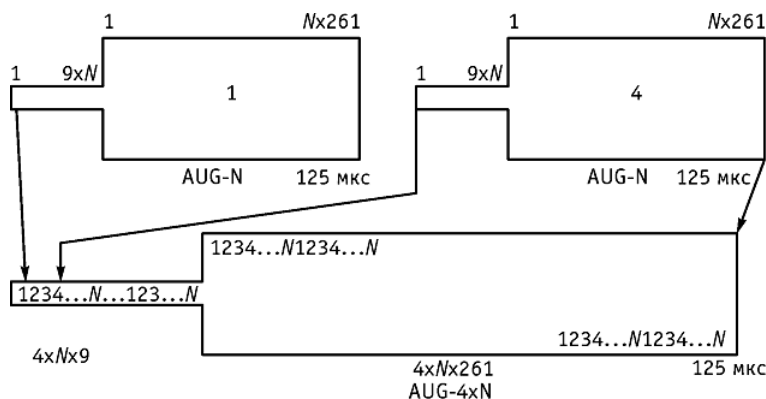 1 Nx261 1 Nx261
1 9xN 1 9xN
1 4
AUG-N 125 мкс AUG-N 125 мкс
1234...N1234...N
1234...N...123...N
1234...N1234...N
4xNx9 4xNx261 125 мкс
AUG-4xN